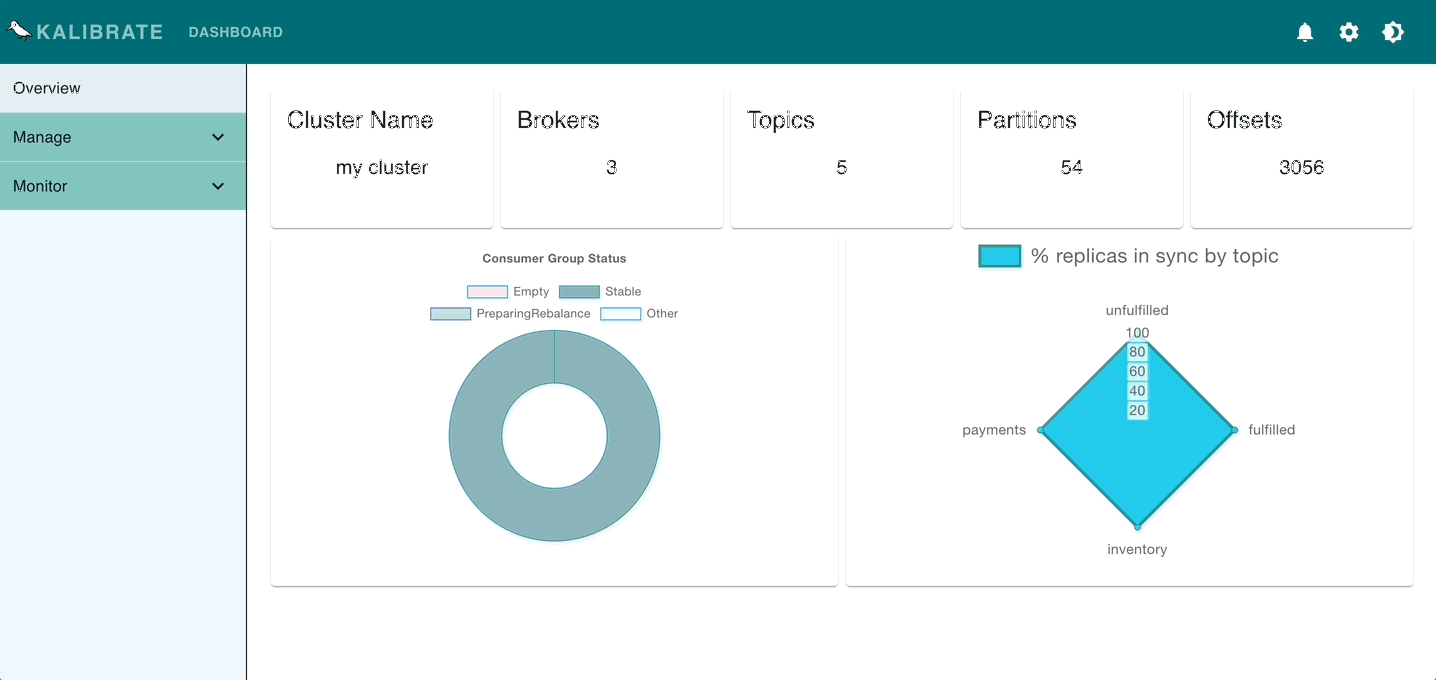 KALIBRATE DASHBOARD
Overview
Manage
Monitor
Cluster Name
my cluster
Brokers
3
Topics
5
Partitions
54
Offsets
3056
Consumer Group Status
Empty Stable
PreparingRebalance Other
% replicas in sync by topic
unfulfilled
100
80
60
40
20
payments
fulfilled
inventory